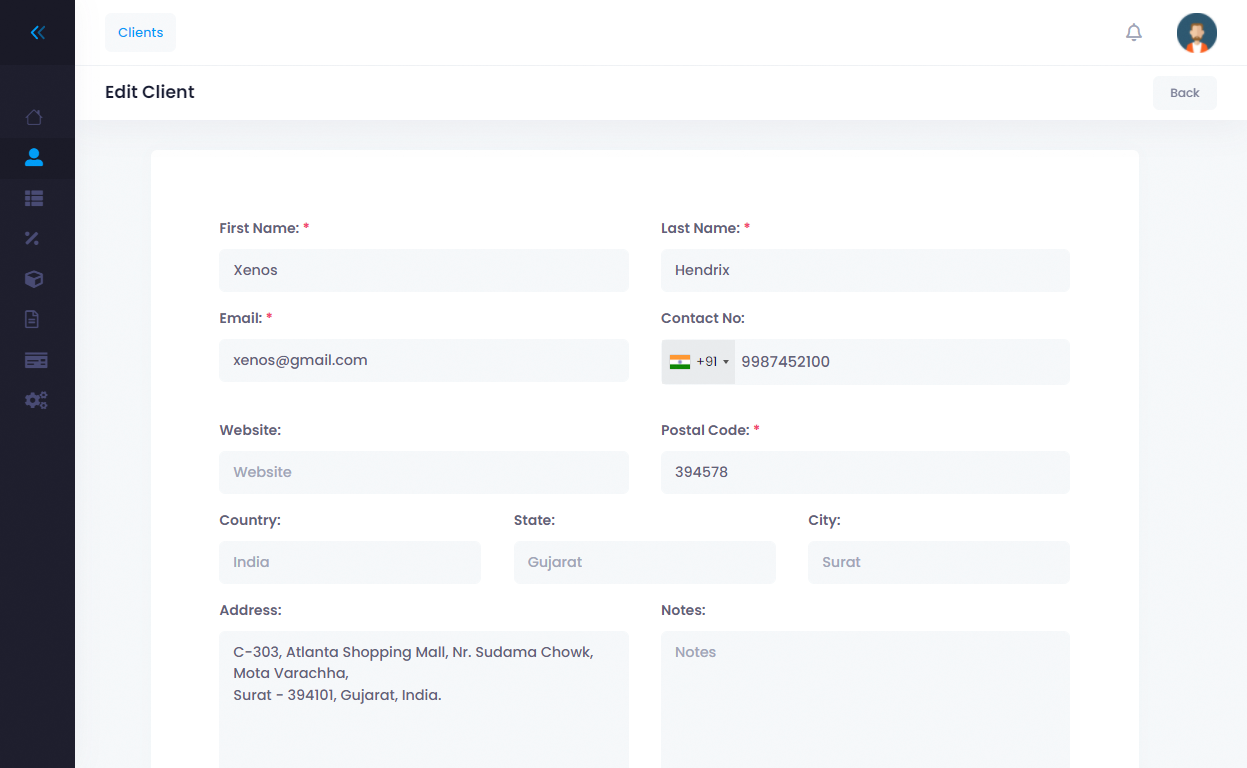 Clients
Edit Client
Back
First Name: *
Last Name: *
Xenos
Hendrix
Email: *
Contact No:
xenos@gmail.com
+91
9987452100
Website:
Postal Code: *
Website
394578
Country:
State:
City:
India
Gujarat
Surat
Address:
Notes:
C-303, Atlanta Shopping Mall, Nr. Sudama Chowk,
Mota Varachha,
Surat - 394101, Gujarat, India.
Notes